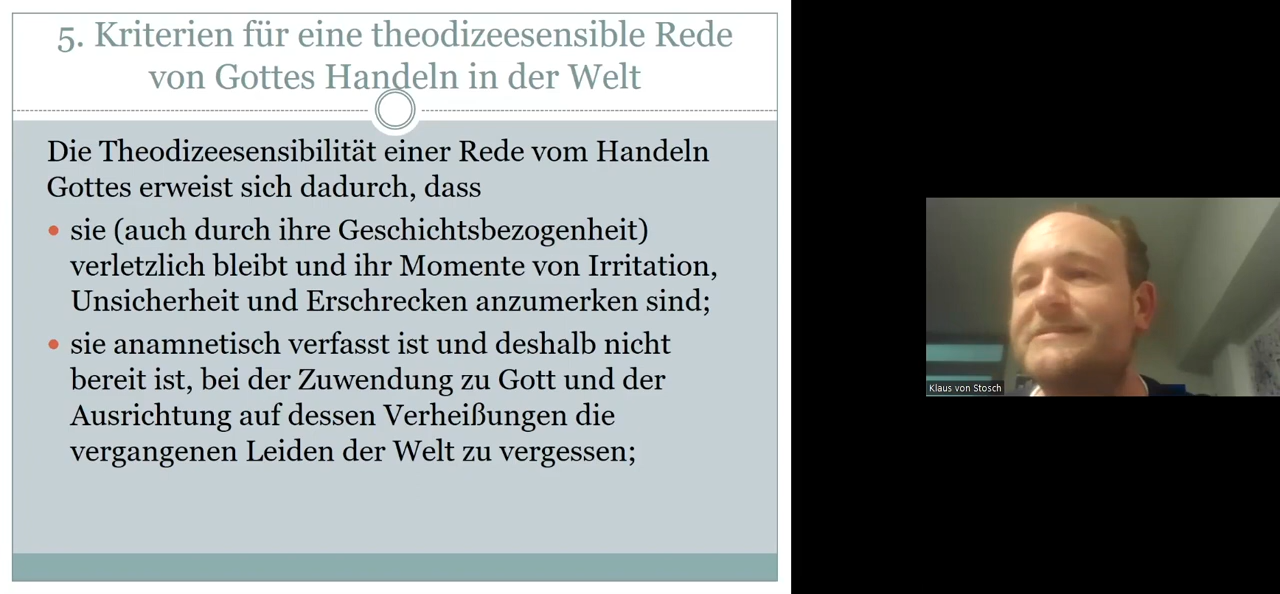 5. Kriterien für eine theodizeesensible Rede
von Gottes Handeln in der Welt
Die Theodizeesensibilität einer Rede vom Handeln
Gottes erweist sich dadurch, dass
• sie (auch durch ihre Geschichtsbezogenheit)
verletzlich bleibt und ihr Momente von Irritation,
Unsicherheit und Erschrecken anzumerken sind;
• sie anamnetisch verfasst ist und deshalb nicht
bereit ist, bei der Zuwendung zu Gott und der
Ausrichtung auf dessen Verheißungen die
vergangenen Leiden der Welt zu vergessen;
Klaus von Stosch